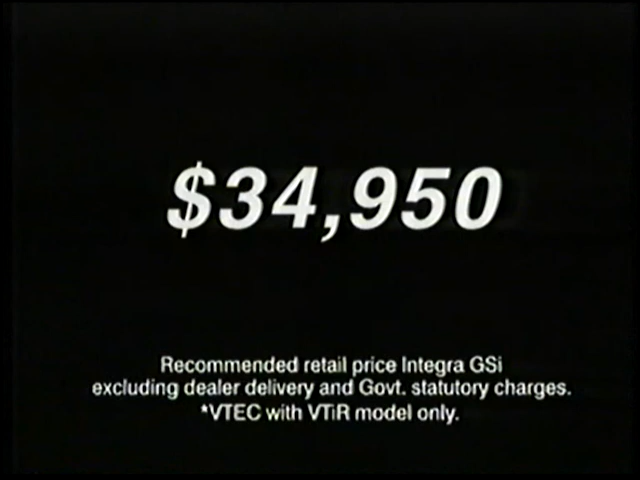 $34,950
Recommended retail price Integra GSi
excluding dealer delivery and Govt. statutory charges.
*VTEC with VTiR model only.